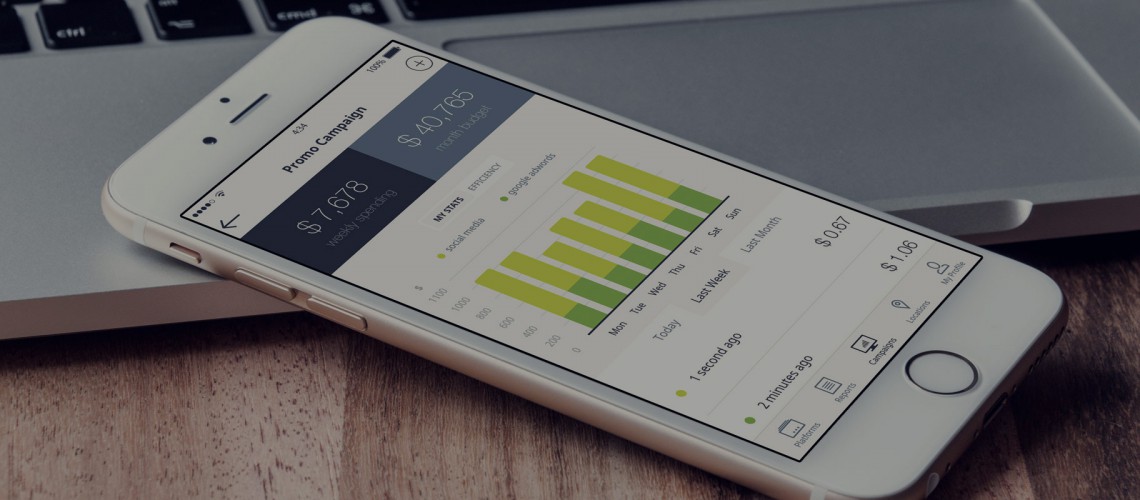 ctrl
alt
cmd
100%
4:34
Promo Campaign
$ 7,678
weekly spending
$ 40,765
month budget
MY STATS
EFFICIENCY
social media
google adwords
$
1100
1000
800
600
400
200
0
Mon
Tue
Wed
Thu
Fri
Sat
Sun
Today
Last Week
Last Month
1 second ago
$ 0.67
2 minutes ago
$ 1.06
Platforms
Reports
Campaigns
Locations
My Profile